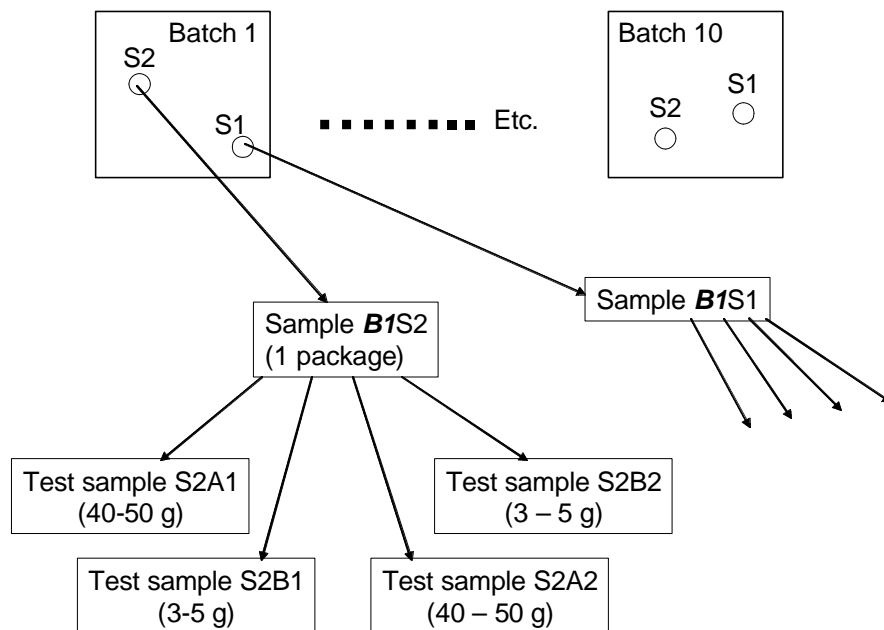 Batch 1
S2
S1
Etc.
Batch 10
S1
S2
Sample B1S2
(1 package)
Sample B1S1
Test sample S2A1
(40-50 g)
Test sample S2B2
(3 – 5 g)
Test sample S2B1
(3-5 g)
Test sample S2A2
(40 – 50 g)